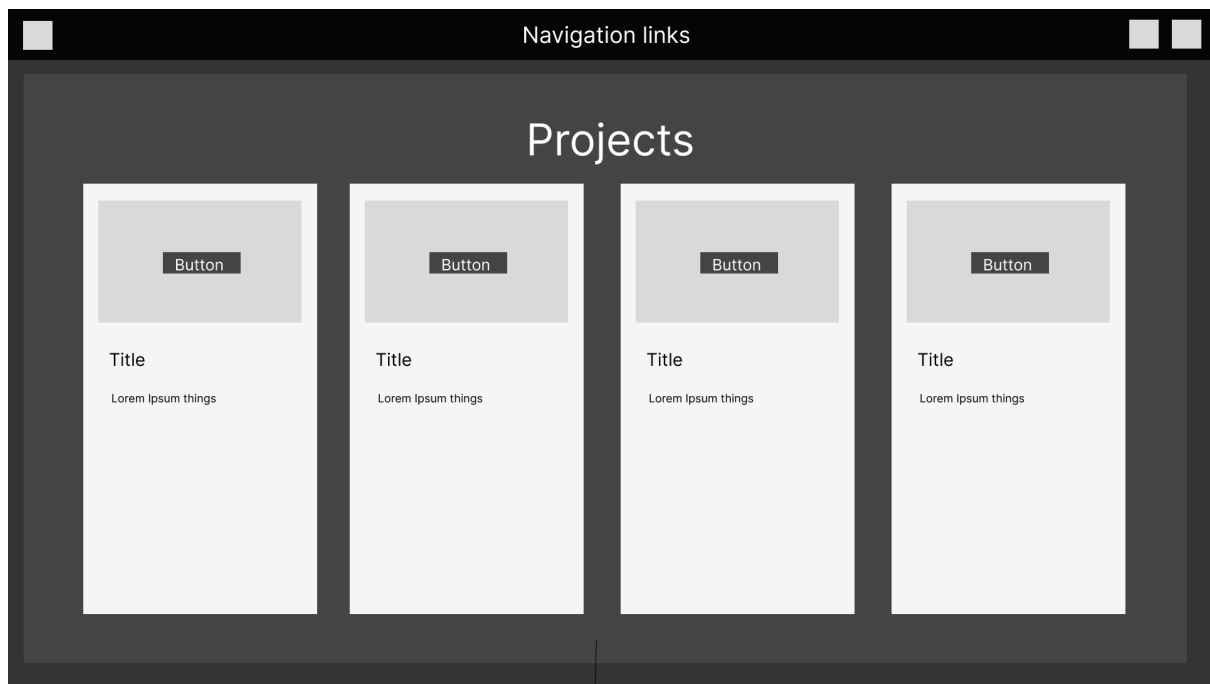 Navigation links
Projects
Button
Title
Lorem Ipsum things
Button
Title
Lorem Ipsum things
Button
Title
Lorem Ipsum things
Button
Title
Lorem Ipsum things